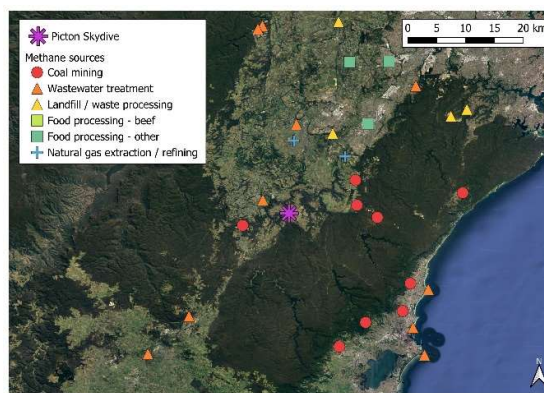 Picton Skydive
Methane sources
Coal mining
Wastewater treatment
Landfill / waste processing
Food processing - beef
Food processing - other
Natural gas extraction / refining
0 5 10 15 20 km
N